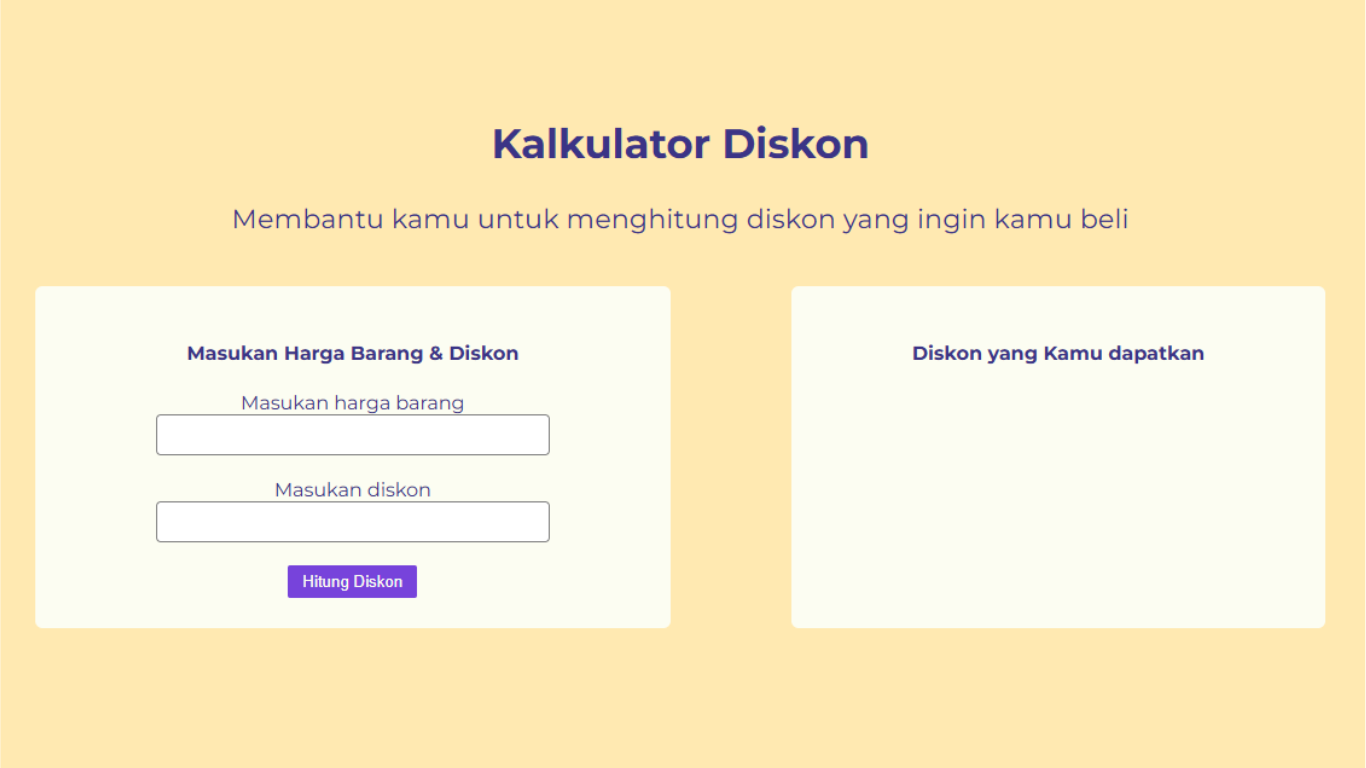 Kalkulator Diskon
Membantu kamu untuk menghitung diskon yang ingin kamu beli
Masukan Harga Barang & Diskon
Masukan harga barang
Masukan diskon
Hitung Diskon
Diskon yang Kamu dapatkan